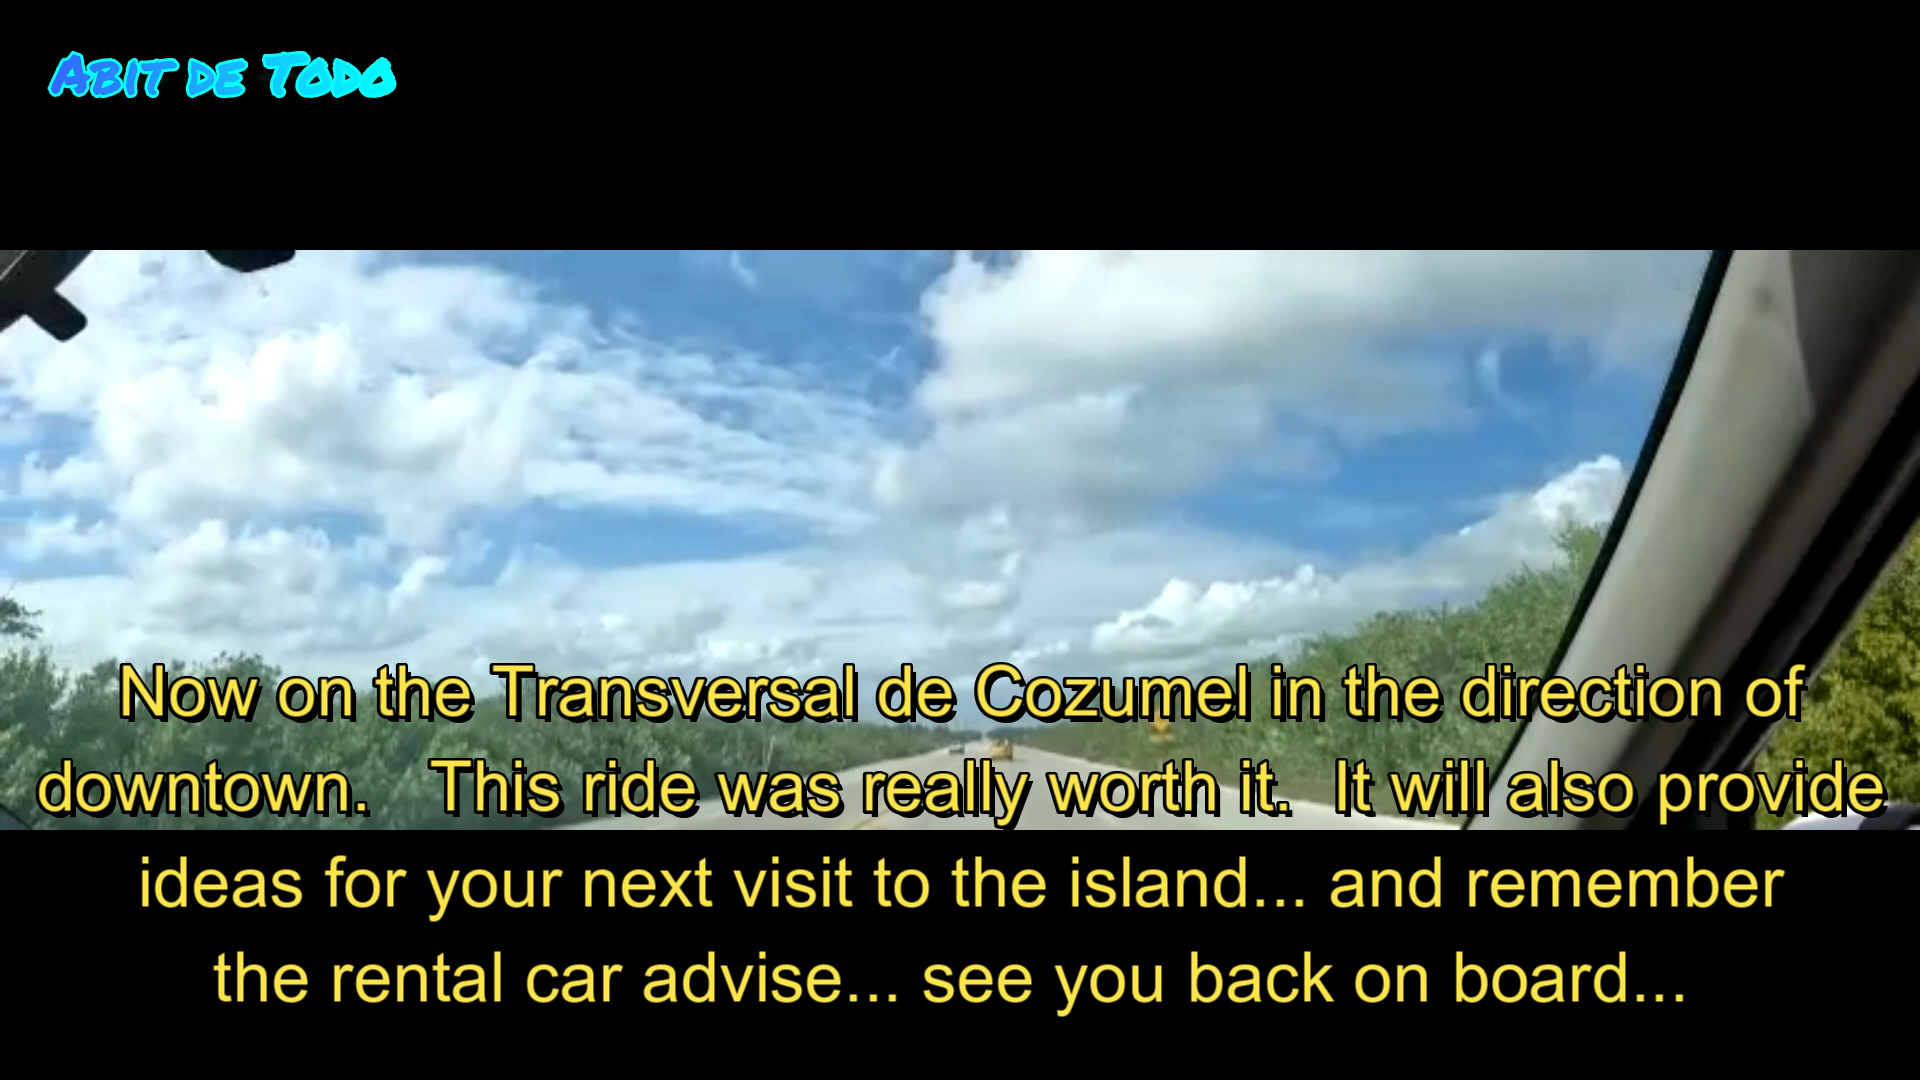 Abit de Todo
Now on the Transversal de Cozumel in the direction of
downtown. This ride was really worth it. It will also provide
ideas for your next visit to the island... and remember
the rental car advise... see you back on board...